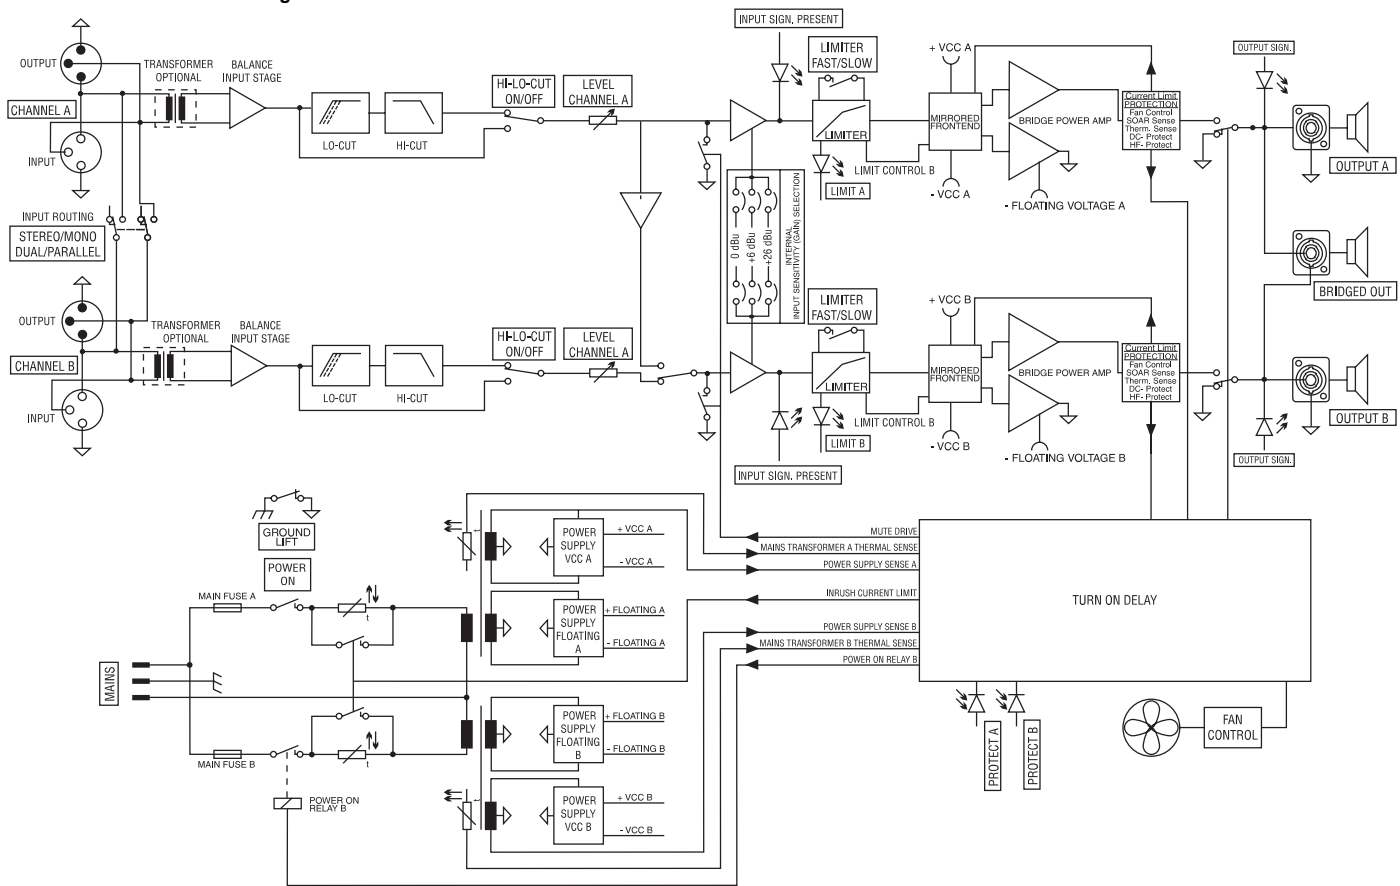 OUTPUT
TRANSFORMER
OPTIONAL
BALANCE
INPUT STAGE
CHANNEL A
INPUT
LO-CUT
HI-CUT
HI-LO-CUT
ON/OFF
LEVEL
CHANNEL A
INPUT SIGN. PRESENT
LIMITER
FAST/SLOW
LIMITER
LIMIT A
LIMIT CONTROL B
+ VCC A
MIRRORED
FRONTEND
- VCC A
BRIDGE POWER AMP
- FLOATING VOLTAGE A
Current Limit
PROTECTION
Fan Control
SOAR Sense
Therm. Sense
DC- Protect
HF- Protect
OUTPUT SIGN.
OUTPUT A
INPUT ROUTING
STEREO/MONO
DUAL/PARALLEL
0 dBu
+6 dBu
+26 dBu
INTERNAL
INPUT SENSITIVITY (GAIN) SELECTION
BRIDGED OUT
OUTPUT
TRANSFORMER
OPTIONAL
BALANCE
INPUT STAGE
CHANNEL B
INPUT
LO-CUT
HI-CUT
HI-LO-CUT
ON/OFF
LEVEL
CHANNEL A
LIMITER
FAST/SLOW
LIMITER
LIMIT B
LIMIT CONTROL B
INPUT SIGN. PRESENT
+ VCC B
MIRRORED
FRONTEND
- VCC B
BRIDGE POWER AMP
- FLOATING VOLTAGE B
Current Limit
PROTECTION
Fan Control
SOAR Sense
Therm. Sense
DC- Protect
HF- Protect
OUTPUT B
OUTPUT SIGN.
GROUND
LIFT
POWER
ON
MAIN FUSE A
t
MAINS
MAIN FUSE B
t
POWER ON
RELAY B
t
POWER
SUPPLY
VCC A
+ VCC A
- VCC A
POWER
SUPPLY
FLOATING
A
+ FLOATING A
- FLOATING A
POWER
SUPPLY
FLOATING
B
+ FLOATING B
- FLOATING B
t
POWER
SUPPLY
VCC B
+ VCC B
- VCC B
MUTE DRIVE
MAINS TRANSFORMER A THERMAL SENSE
POWER SUPPLY SENSE A
INRUSH CURRENT LIMIT
POWER SUPPLY SENSE B
MAINS TRANSFORMER B THERMAL SENSE
POWER ON RELAY B
TURN ON DELAY
PROTECT A
PROTECT B
FAN
CONTROL